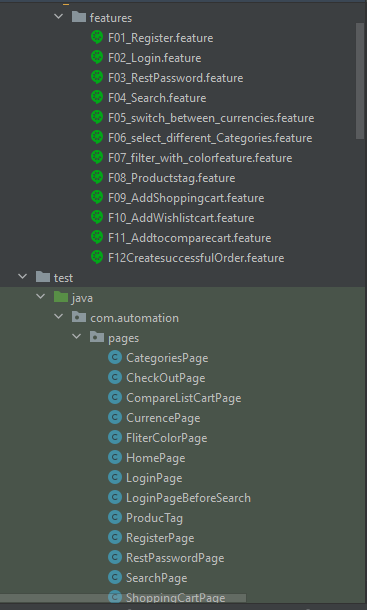 features
F01_Register.feature
F02_Login.feature
F03_RestPassword.feature
F04_Search.feature
F05_switch_between_currencies.feature
F06_select_different_Categories.feature
F07_filter_with_colorfeature.feature
F08_Productstag.feature
F09_AddShoppingcart.feature
F10_AddWishlistcart.feature
F11_Addtocomparecart.feature
F12CreatesuccessfulOrder.feature
test
java
com.automation
pages
CategoriesPage
CheckOutPage
CompareListCartPage
CurrencePage
FliterColorPage
HomePage
LoginPage
LoginPageBeforeSearch
ProducTag
RegisterPage
RestPasswordPage
SearchPage
ShoppingCartPage